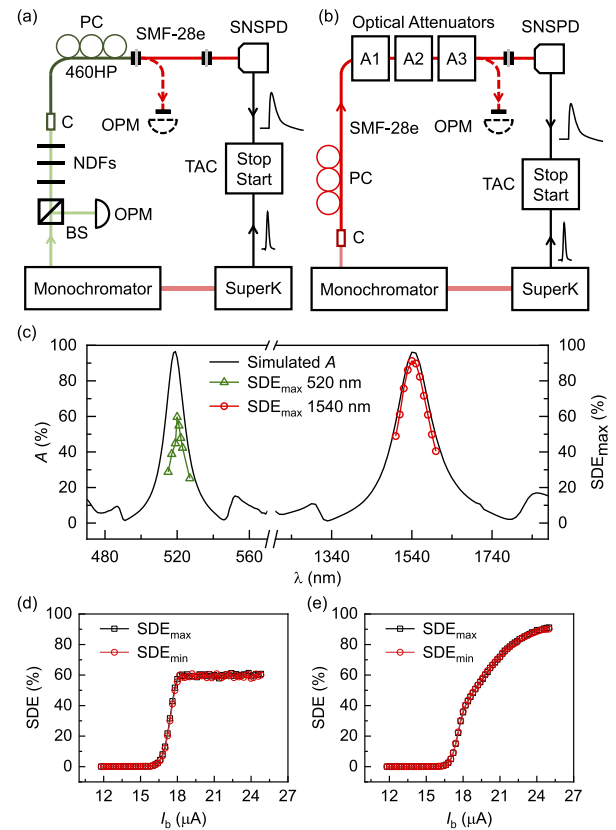 (a)
PC
SMF-28e
SNSPD
460HP
C
OPM
NDFs
TAC
Stop
Start
OPM
BS
Monochromator
SuperK
(b)
Optical Attenuators
SNSPD
A1
A2
A3
SMF-28e
OPM
PC
TAC
Stop
Start
C
Monochromator
SuperK
(c)
100
80
60
40
20
0
A (%)
Simulated A
SDEmax 520 nm
SDEmax 1540 nm
100
80
60
40
20
0
SDEmax (%)
480 520 560 1340 1540 1740
λ (nm)
(d)
100
80
60
40
20
0
SDE (%)
SDEmax
SDEmin
12 15 18 21 24 27
Ib (μA)
(e)
100
80
60
40
20
0
SDE (%)
SDEmax
SDEmin
12 15 18 21 24 27
Ib (μA)